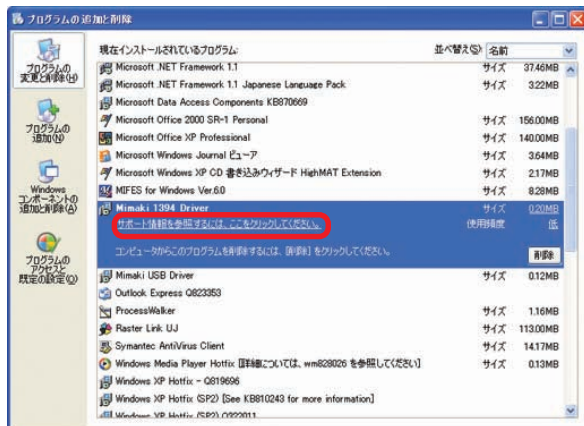 プログラムの追加と削除
プログラムの
変更と削除(H)
プログラムの
追加(N)
Windows
コンポーネントの
追加と削除(A)
プログラムの
アクセスと
既定の設定(O)
現在インストールされているプログラム:
並べ替え(S): 名前
Microsoft .NET Framework 1.1 サイズ 37.46MB
Microsoft .NET Framework 1.1 Japanese Language Pack サイズ 3.22MB
Microsoft Data Access Components KB870669
Microsoft Office 2000 SR-1 Personal サイズ 156.00MB
Microsoft Office XP Professional サイズ 140.00MB
Microsoft Windows Journal ビューア サイズ 3.64MB
Microsoft Windows XP CD 書き込みウィザード HighMAT Extension サイズ 2.17MB
MIFES for Windows Ver.6.0 サイズ 8.28MB
Mimaki 1394 Driver サイズ 0.20MB
サポート情報を参照するには、ここをクリックしてください。 使用頻度 低
コンピュータからこのプログラムを削除するには、[削除] をクリックしてください。 削除
Mimaki USB Driver サイズ 0.12MB
Outlook Express Q823353
ProcessWalker サイズ 1.16MB
Raster Link UJ サイズ 113.00MB
Symantec AntiVirus Client サイズ 14.17MB
Windows Media Player Hotfix [詳細については、wm828026 を参照してください] サイズ 0.13MB
Windows XP Hotfix - Q819696
Windows XP Hotfix (SP2) [See KB810243 for more information]
Windows XP Hotfix (SP2) Q322011